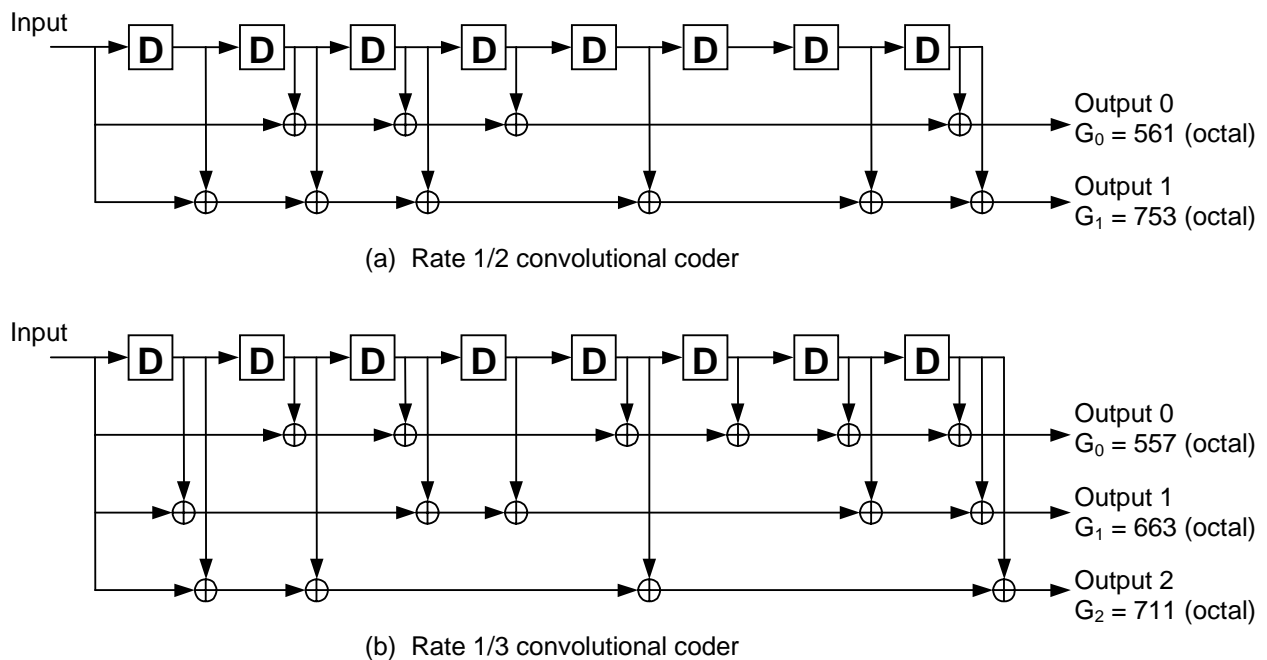 Input
D D D D D D D D
Output 0
G₀ = 561 (octal)
Output 1
G₁ = 753 (octal)
(a) Rate 1/2 convolutional coder
Input
D D D D D D D D
Output 0
G₀ = 557 (octal)
Output 1
G₁ = 663 (octal)
Output 2
G₂ = 711 (octal)
(b) Rate 1/3 convolutional coder